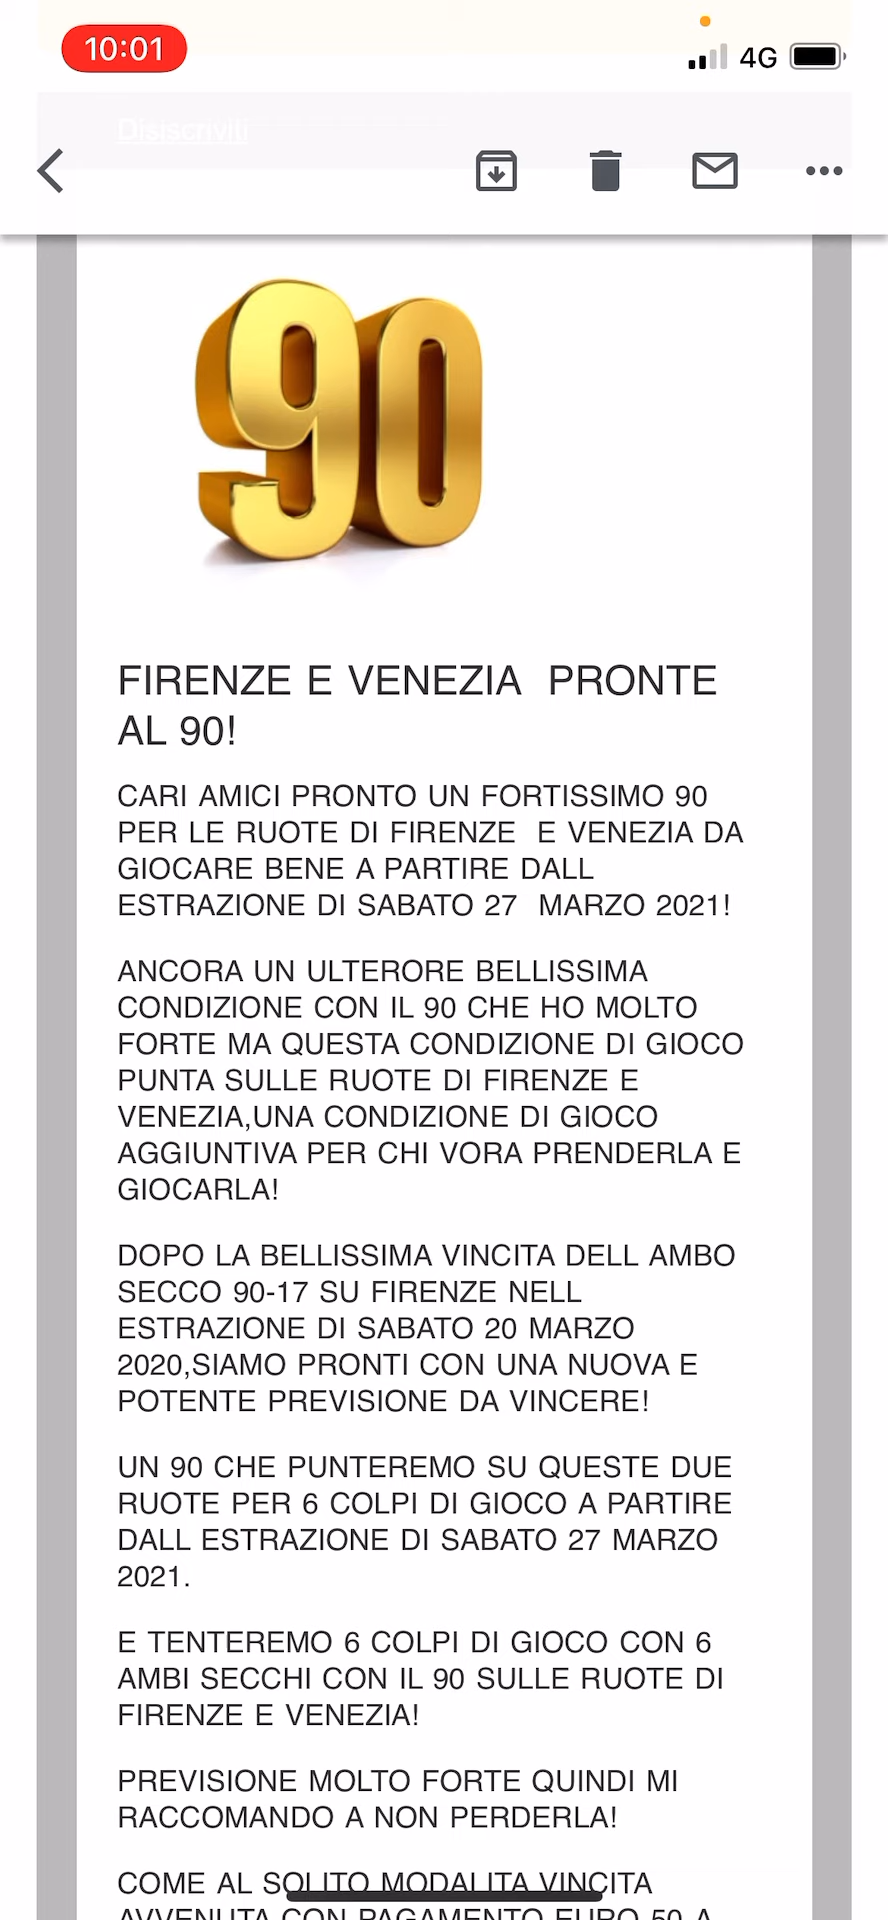 10:01
4G
Disiscriviti
90
FIRENZE E VENEZIA  PRONTE
AL 90!
CARI AMICI PRONTO UN FORTISSIMO 90
PER LE RUOTE DI FIRENZE  E VENEZIA DA
GIOCARE BENE A PARTIRE DALL
ESTRAZIONE DI SABATO 27  MARZO 2021!
ANCORA UN ULTERORE BELLISSIMA
CONDIZIONE CON IL 90 CHE HO MOLTO
FORTE MA QUESTA CONDIZIONE DI GIOCO
PUNTA SULLE RUOTE DI FIRENZE E
VENEZIA,UNA CONDIZIONE DI GIOCO
AGGIUNTIVA PER CHI VORA PRENDERLA E
GIOCARLA!
DOPO LA BELLISSIMA VINCITA DELL AMBO
SECCO 90-17 SU FIRENZE NELL
ESTRAZIONE DI SABATO 20 MARZO
2020,SIAMO PRONTI CON UNA NUOVA E
POTENTE PREVISIONE DA VINCERE!
UN 90 CHE PUNTEREMO SU QUESTE DUE
RUOTE PER 6 COLPI DI GIOCO A PARTIRE
DALL ESTRAZIONE DI SABATO 27 MARZO
2021.
E TENTEREMO 6 COLPI DI GIOCO CON 6
AMBI SECCHI CON IL 90 SULLE RUOTE DI
FIRENZE E VENEZIA!
PREVISIONE MOLTO FORTE QUINDI MI
RACCOMANDO A NON PERDERLA!
COME AL SOLITO MODALITA VINCITA
AVVENUTA CON PAGAMENTO EURO 50 A